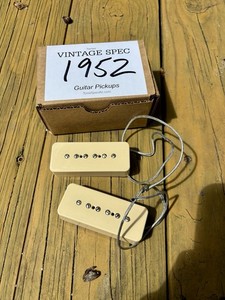 VINTAGE SPEC
1952
Guitar Pickups